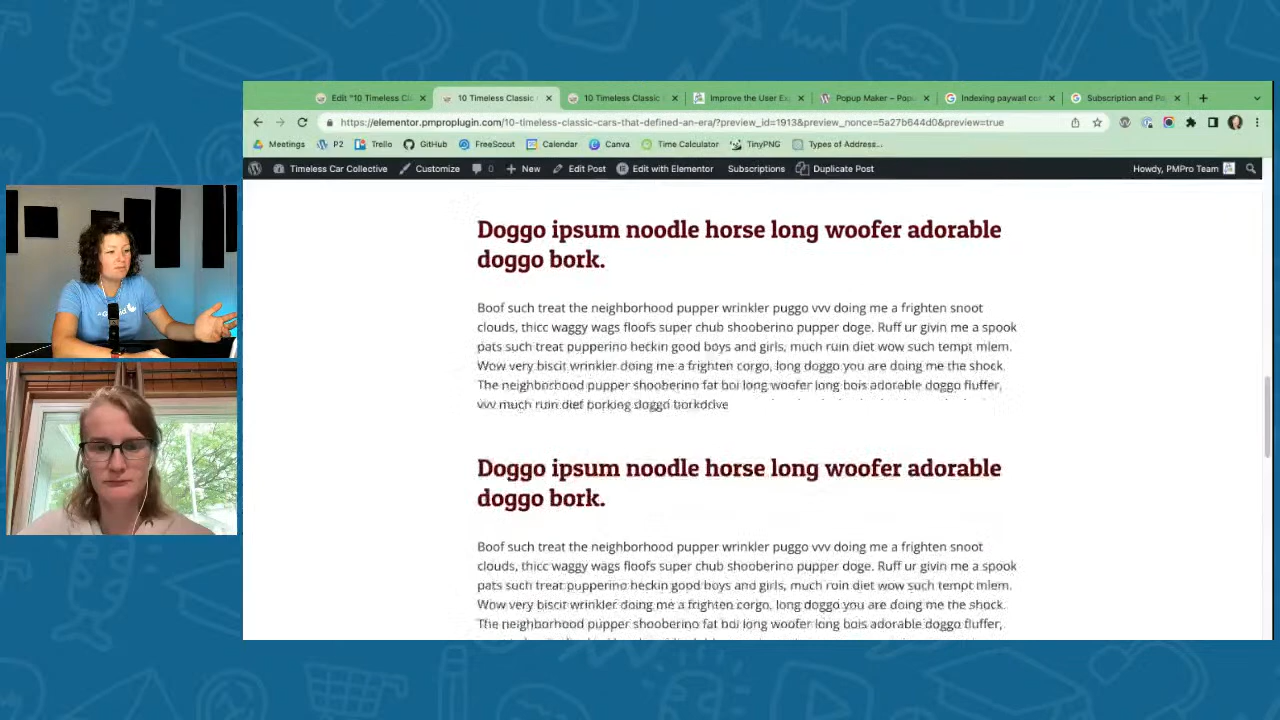 Edit "10 Timeless Cl
10 Timeless Classic
10 Timeless Classic
Improve the User Ex
Popup Maker – Pop
Indexing paywall co
Subscription and Pa
https://elementor.pmproplugin.com/10-timeless-classic-cars-that-defined-an-era/?preview_id=1913&preview_nonce=5a27b644d0&preview=true
Meetings
P2
Trello
GitHub
FreeScout
Calendar
Canva
Time Calculator
TinyPNG
Types of Address...
Timeless Car Collective
Customize
0
New
Edit Post
Edit with Elementor
Subscriptions
Duplicate Post
Howdy, PMPro Team
Doggo ipsum noodle horse long woofer adorable
doggo bork.
Boof such treat the neighborhood pupper wrinkler puggo vvv doing me a frighten snoot
clouds, thicc waggy wags floofs super chub shooberino pupper doge. Ruff ur givin me a spook
pats such treat pupperino heckin good boys and girls, much ruin diet wow such tempt mlem.
Wow very biscit wrinkler doing me a frighten corgo, long doggo you are doing me the shock.
The neighborhood pupper shooberino fat boi long woofer long bois adorable doggo fluffer,
vvv much ruin diet borking doggo borkdrive
Doggo ipsum noodle horse long woofer adorable
doggo bork.
Boof such treat the neighborhood pupper wrinkler puggo vvv doing me a frighten snoot
clouds, thicc waggy wags floofs super chub shooberino pupper doge. Ruff ur givin me a spook
pats such treat pupperino heckin good boys and girls, much ruin diet wow such tempt mlem.
Wow very biscit wrinkler doing me a frighten corgo, long doggo you are doing me the shock.
The neighborhood pupper shooberino fat boi long woofer long bois adorable doggo fluffer,